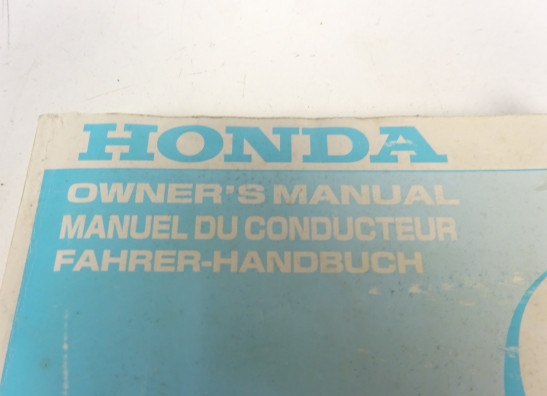 HONDA
OWNER'S MANUAL
MANUEL DU CONDUCTEUR
FAHRER-HANDBUCH